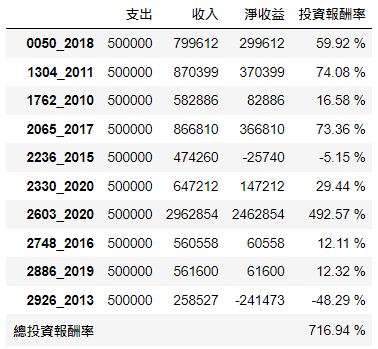 支出 收入 淨收益 投資報酬率
0050_2018 500000 799612 299612 59.92 %
1304_2011 500000 870399 370399 74.08 %
1762_2010 500000 582886 82886 16.58 %
2065_2017 500000 866810 366810 73.36 %
2236_2015 500000 474260 -25740 -5.15 %
2330_2020 500000 647212 147212 29.44 %
2603_2020 500000 2962854 2462854 492.57 %
2748_2016 500000 560558 60558 12.11 %
2886_2019 500000 561600 61600 12.32 %
2926_2013 500000 258527 -241473 -48.29 %
總投資報酬率 716.94 %